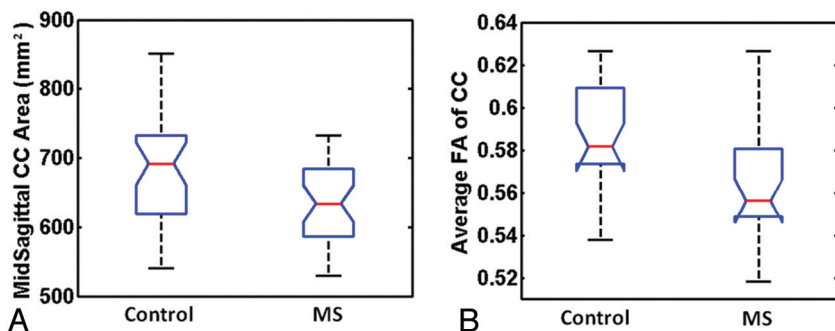 MidSagittal CC Area (mm²)
900
800
700
600
500
Control
MS
A
Average FA of CC
0.64
0.62
0.6
0.58
0.56
0.54
0.52
Control
MS
B